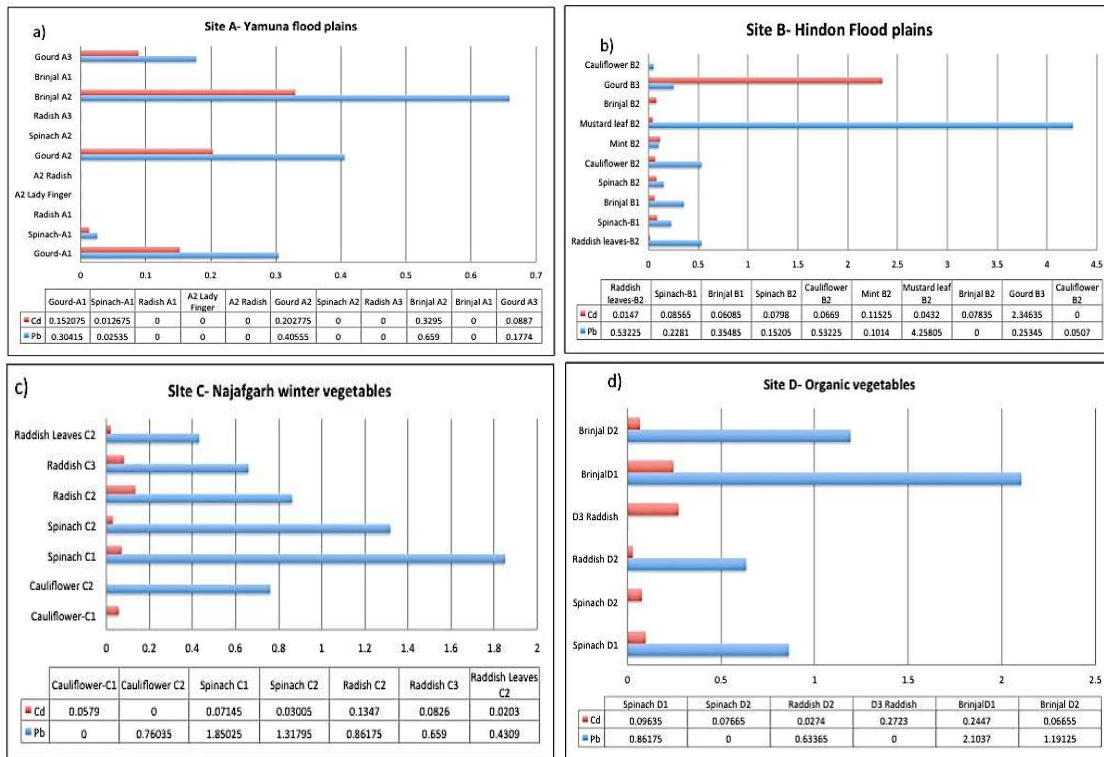 a)
Site A- Yamuna flood plains
Gourd A3
Brinjal A1
Brinjal A2
Radish A3
Spinach A2
Gourd A2
A2 Radish
A2 Lady Finger
Radish A1
Spinach-A1
Gourd-A1
0 0.1 0.2 0.3 0.4 0.5 0.6 0.7
Gourd-A1 Spinach-A1 Radish A1 A2 Lady Finger A2 Radish Gourd A2 Spinach A2 Radish A3 Brinjal A2 Brinjal A1 Gourd A3
Cd 0.152075 0.012675 0 0 0 0.202775 0 0 0.3295 0 0.0887
Pb 0.30415 0.02535 0 0 0 0.40555 0 0 0.659 0 0.1774
b)
Site B- Hindon Flood plains
Cauliflower B2
Gourd B3
Brinjal B2
Mustard leaf B2
Mint B2
Cauliflower B2
Spinach B2
Brinjal B1
Spinach-B1
Raddish leaves-B2
0 0.5 1 1.5 2 2.5 3 3.5 4 4.5
Raddish leaves-B2 Spinach-B1 Brinjal B1 Spinach B2 Cauliflower B2 Mint B2 Mustard leaf B2 Brinjal B2 Gourd B3 Cauliflower B2
Cd 0.0147 0.08565 0.06085 0.0798 0.0669 0.11525 0.0432 0.07835 2.34635 0
Pb 0.53225 0.2281 0.35485 0.15205 0.53225 0.1014 4.25805 0 0.25345 0.0507
c)
SIte C- Najafgarh winter vegetables
Raddish Leaves C2
Raddish C3
Radish C2
Spinach C2
Spinach C1
Cauliflower C2
Cauliflower-C1
0 0.2 0.4 0.6 0.8 1 1.2 1.4 1.6 1.8 2
Cauliflower-C1 Cauliflower C2 Spinach C1 Spinach C2 Radish C2 Raddish C3 Raddish Leaves C2
Cd 0.0579 0 0.07145 0.03005 0.1347 0.0826 0.0203
Pb 0 0.76035 1.85025 1.31795 0.86175 0.659 0.4309
d)
Site D- Organic vegetables
Brinjal D2
BrinjalD1
D3 Raddish
Raddish D2
Spinach D2
Spinach D1
0 0.5 1 1.5 2 2.5
Spinach D1 Spinach D2 Raddish D2 D3 Raddish BrinjalD1 Brinjal D2
Cd 0.09635 0.07665 0.0274 0.2723 0.2447 0.06655
Pb 0.86175 0 0.63365 0 2.1037 1.19125